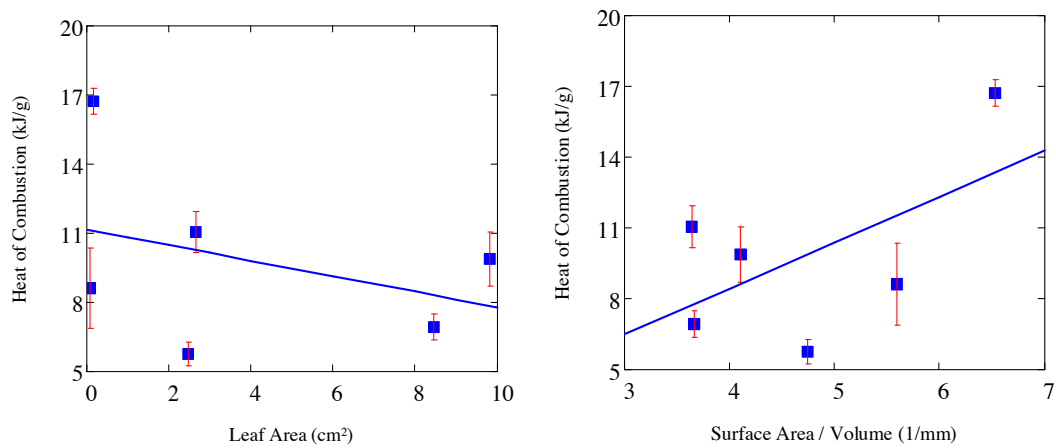 20
17
14
11
8
5
Heat of Combustion (kJ/g)
0 2 4 6 8 10
Leaf Area (cm²)
20
17
14
11
8
5
Heat of Combustion (kJ/g)
3 4 5 6 7
Surface Area / Volume (1/mm)